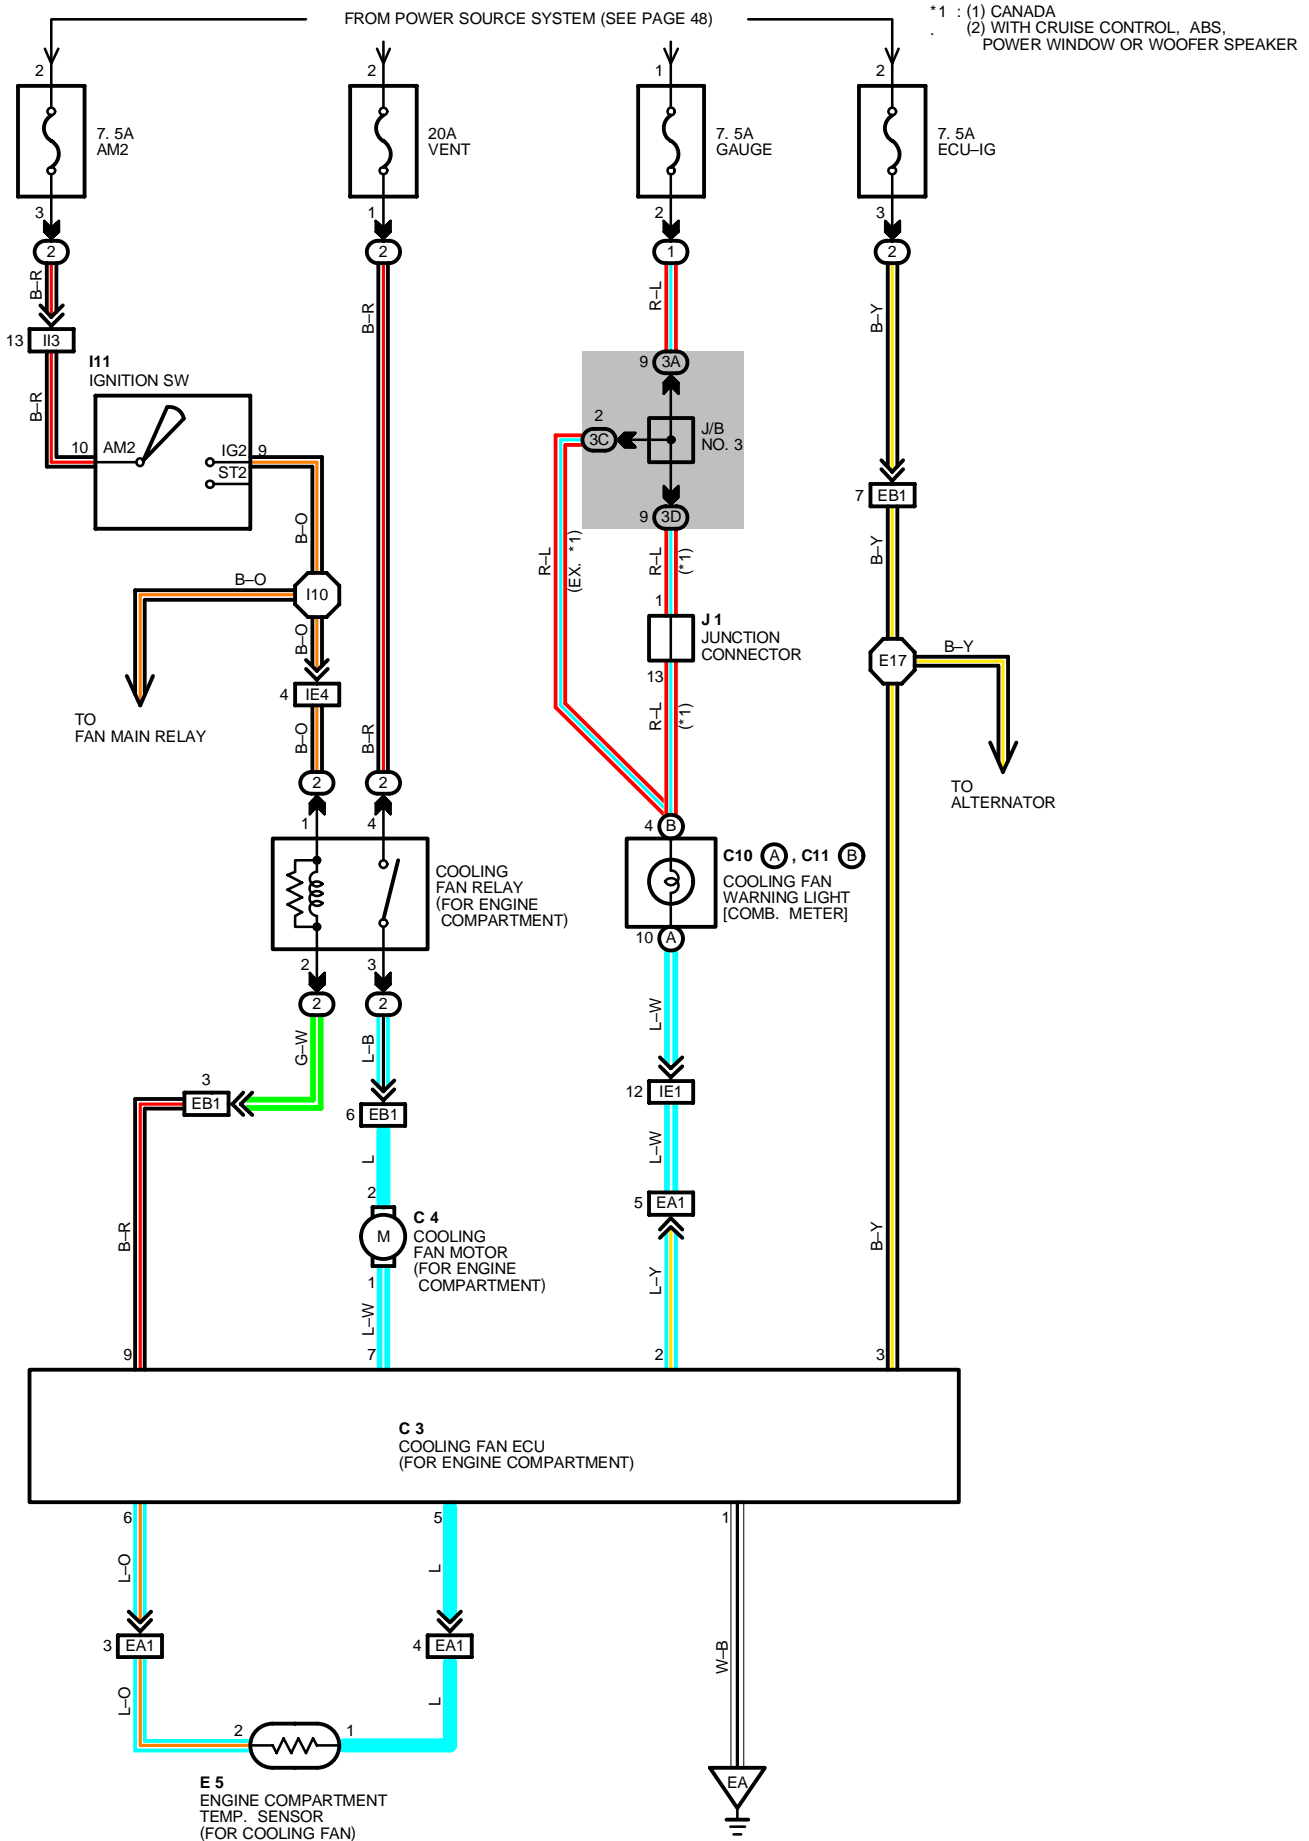 FROM POWER SOURCE SYSTEM (SEE PAGE 48)
*1 : (1) CANADA
. (2) WITH CRUISE CONTROL, ABS,
POWER WINDOW OR WOOFER SPEAKER
2
2
1
2
7. 5A
AM2
20A
VENT
7. 5A
GAUGE
7. 5A
ECU–IG
3
1
2
3
2
2
1
2
B–R
B–R
R–L
B–Y
13 II3
I11
IGNITION SW
B–R
10 AM2
IG2 9
ST2
9 3A
2
3C
J/B
NO. 3
9 3D
7 EB1
B–O
B–O
I10
B–O
4 IE4
B–O
TO
FAN MAIN RELAY
B–R
R–L
(EX. *1)
R–L
(*1)
1
J 1
JUNCTION
CONNECTOR
13
R–L
(*1)
B–Y
E17
B–Y
TO
ALTERNATOR
2
2
1
4
4 B
COOLING
FAN RELAY
(FOR ENGINE
COMPARTMENT)
C10 A , C11 B
COOLING FAN
WARNING LIGHT
[COMB. METER]
10 A
2
3
2
2
G–W
L–B
L–W
3
EB1
6 EB1
12 IE1
L
L–W
2
5 EA1
B–R
M
C 4
COOLING
FAN MOTOR
(FOR ENGINE
COMPARTMENT)
1
L–W
L–Y
B–Y
9
7
2
3
C 3
COOLING FAN ECU
(FOR ENGINE COMPARTMENT)
6
5
1
L–O
L
3 EA1
4 EA1
W–B
L–O
L
2
1
E 5
ENGINE COMPARTMENT
TEMP. SENSOR
(FOR COOLING FAN)
EA